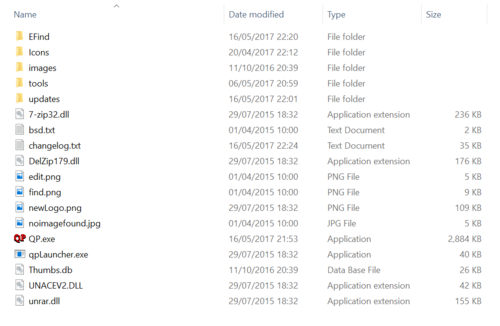 Name Date modified Type Size
EFind 16/05/2017 22:20 File folder
Icons 20/04/2017 22:12 File folder
images 11/10/2016 20:39 File folder
tools 06/05/2017 20:59 File folder
updates 16/05/2017 22:01 File folder
7-zip32.dll 29/07/2015 18:32 Application extension 236 KB
bsd.txt 01/04/2015 10:00 Text Document 2 KB
changelog.txt 16/05/2017 22:24 Text Document 35 KB
DelZip179.dll 29/07/2015 18:32 Application extension 176 KB
edit.png 01/04/2015 10:00 PNG File 5 KB
find.png 01/04/2015 10:00 PNG File 9 KB
newLogo.png 29/07/2015 18:32 PNG File 109 KB
noimagefound.jpg 01/04/2015 10:00 JPG File 5 KB
QP QP.exe 16/05/2017 21:53 Application 2,884 KB
qpLauncher.exe 29/07/2015 18:32 Application 40 KB
Thumbs.db 11/10/2016 20:39 Data Base File 26 KB
UNACEV2.DLL 29/07/2015 18:32 Application extension 42 KB
unrar.dll 29/07/2015 18:32 Application extension 155 KB